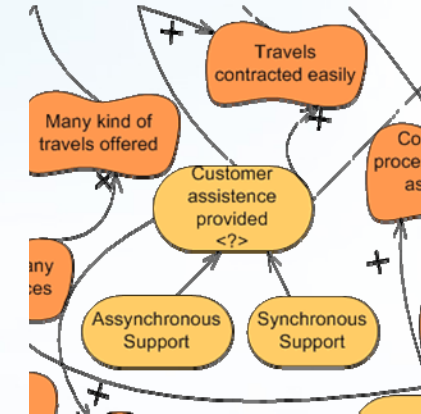 Travels
contracted easily
Many kind of
travels offered
Co
proce
as
Customer
assistence
provided
<?>
any
ces
Assynchronous
Support
Synchronous
Support